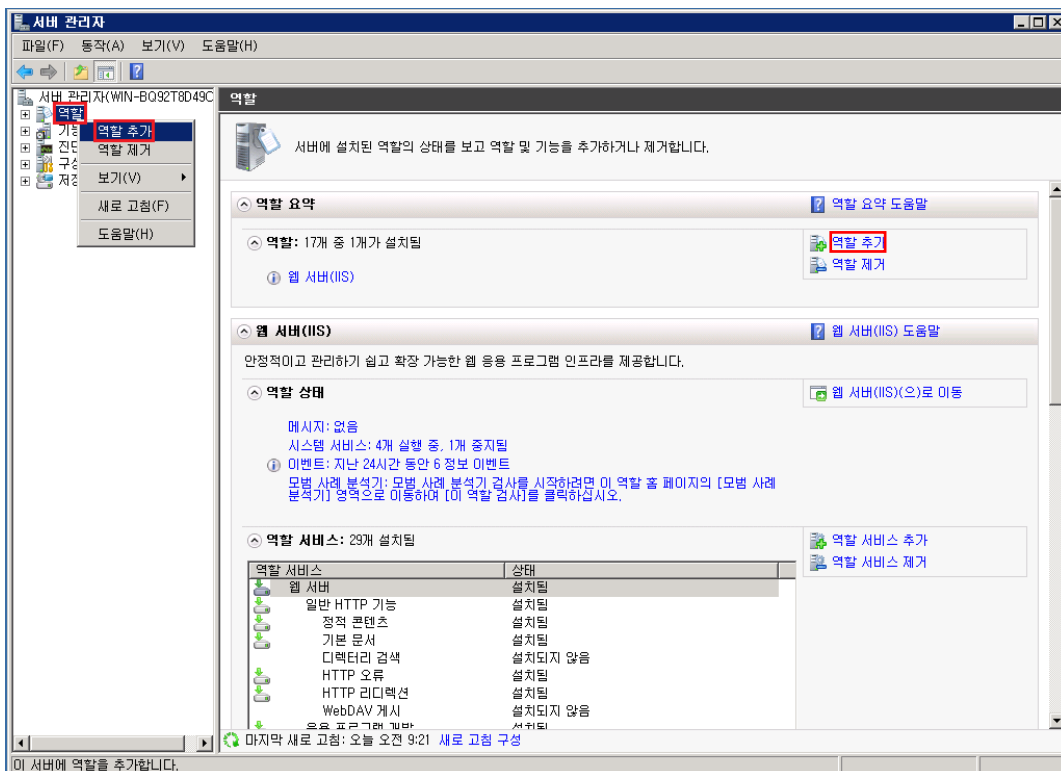 서버 관리자
파일(F) 동작(A) 보기(V) 도움말(H)
서버 관리자(WIN-BQ92T8D49C
역할
역할 추가
역할 제거
보기(V)
새로 고침(F)
도움말(H)
역할
서버에 설치된 역할의 상태를 보고 역할 및 기능을 추가하거나 제거합니다.
역할 요약
역할 요약 도움말
역할: 17개 중 1개가 설치됨
역할 추가
역할 제거
웹 서버(IIS)
웹 서버(IIS)
웹 서버(IIS) 도움말
안정적이고 관리하기 쉽고 확장 가능한 웹 응용 프로그램 인프라를 제공합니다.
역할 상태
웹 서버(IIS)(으)로 이동
메시지: 없음
시스템 서비스: 4개 실행 중, 1개 중지됨
이벤트: 지난 24시간 동안 6 정보 이벤트
모범 사례 분석기: 모범 사례 분석기 검사를 시작하려면 이 역할 홈 페이지의 [모범 사례
분석기] 영역으로 이동하여 [이 역할 검사]를 클릭하십시오.
역할 서비스: 29개 설치됨
역할 서비스 추가
역할 서비스 제거
역할 서비스 상태
웹 서버 설치됨
일반 HTTP 기능 설치됨
정적 콘텐츠 설치됨
기본 문서 설치됨
디렉터리 검색 설치되지 않음
HTTP 오류 설치됨
HTTP 리디렉션 설치됨
WebDAV 게시 설치되지 않음
응용 프로그램 개발 설치됨
마지막 새로 고침: 오늘 오전 9:21 새로 고침 구성
이 서버에 역할을 추가합니다.